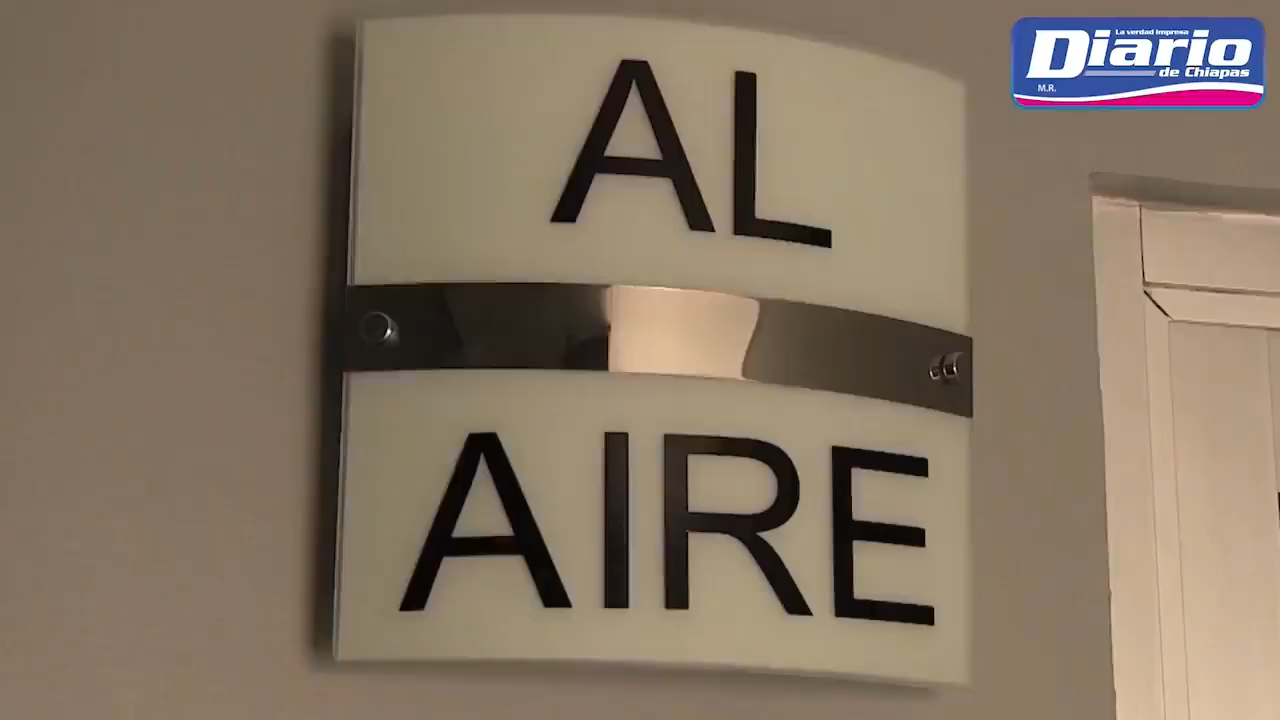 AL
AIRE
La verdad impresa
Diario
de Chiapas
M.R.